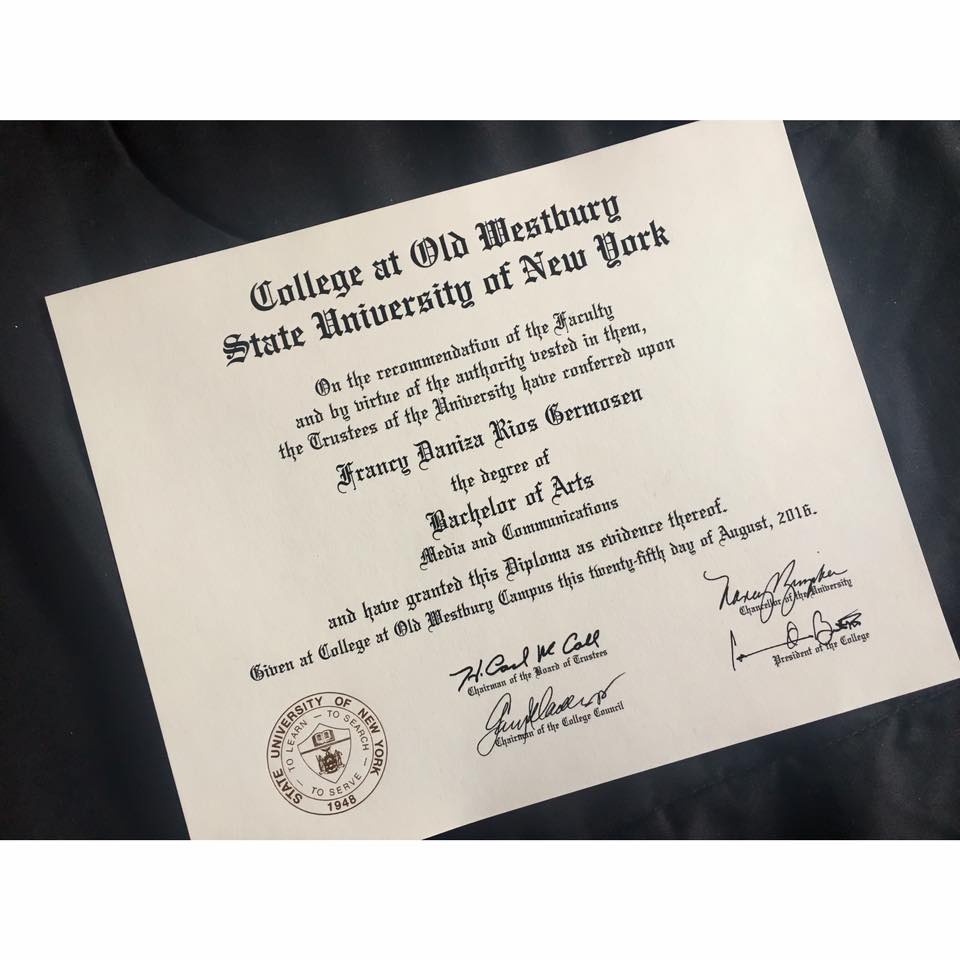 College at Old Westbury
State University of New York
On the recommendation of the Faculty
and by virtue of the authority vested in them,
the Trustees of the University have conferred upon
Francy Daniza Rios Germosen
the degree of
Bachelor of Arts
Media and Communications
and have granted this Diploma as evidence thereof.
Given at College at Old Westbury Campus this twenty-fifth day of August, 2016.
H. Carl McCall
Chairman of the Board of Trustees
Chairman of the College Council
Chancellor of the University
President of the College
STATE UNIVERSITY OF NEW YORK
TO LEARN — TO SEARCH — TO SERVE
1948